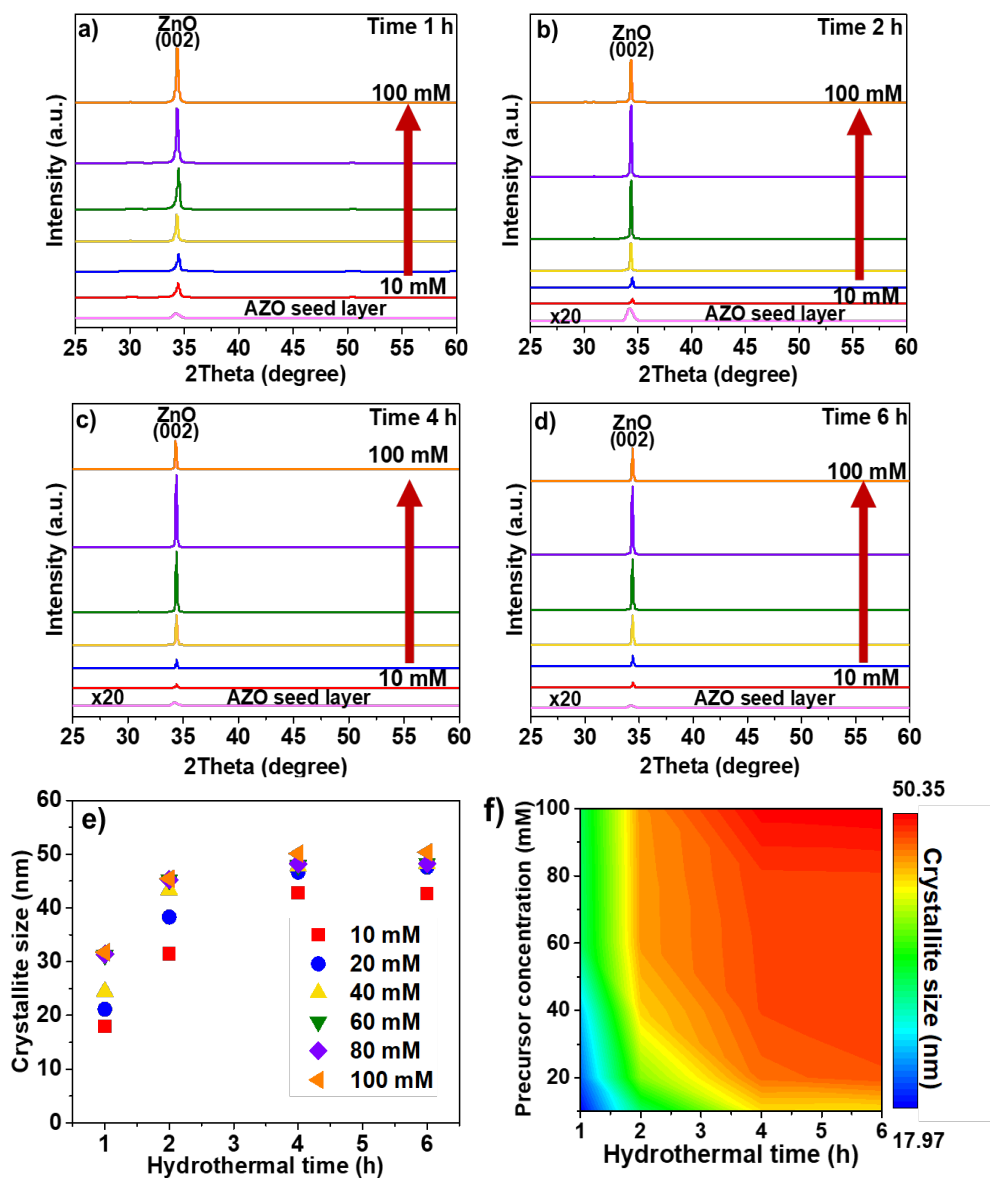 a)
ZnO
(002)
Time 1 h
100 mM
10 mM
AZO seed layer
Intensity (a.u.)
25 30 35 40 45 50 55 60
2Theta (degree)
b)
ZnO
(002)
Time 2 h
100 mM
10 mM
x20
AZO seed layer
Intensity (a.u.)
25 30 35 40 45 50 55 60
2Theta (degree)
c)
ZnO
(002)
Time 4 h
100 mM
10 mM
x20
AZO seed layer
Intensity (a.u.)
25 30 35 40 45 50 55 60
2Theta (degree)
d)
ZnO
(002)
Time 6 h
100 mM
10 mM
x20
AZO seed layer
Intensity (a.u.)
25 30 35 40 45 50 55 60
2Theta (degree)
e)
60
50
40
30
20
10
0
Crystallite size (nm)
10 mM
20 mM
40 mM
60 mM
80 mM
100 mM
1 2 3 4 5 6
Hydrothermal time (h)
f)
100
80
60
40
20
Precursor concentration (mM)
1 2 3 4 5 6
Hydrothermal time (h)
50.35
Crystallite size (nm)
17.97